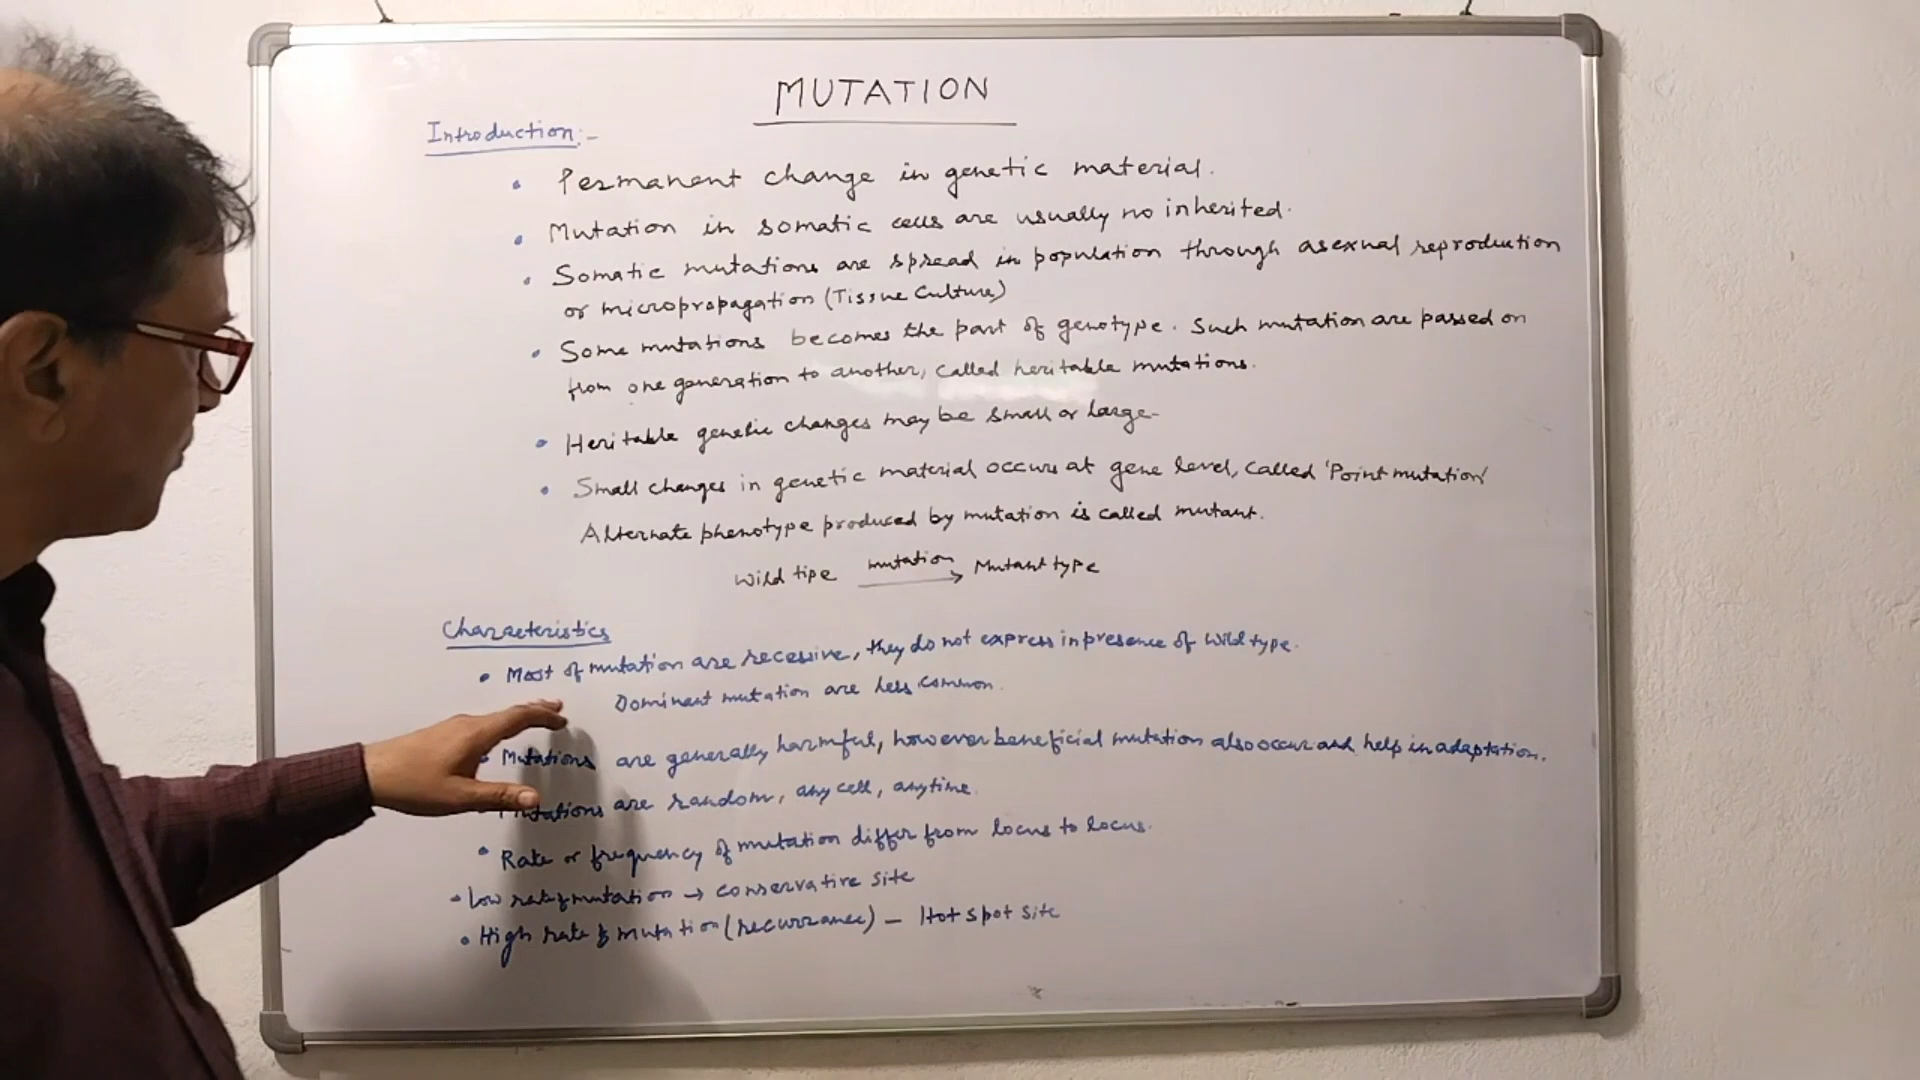 MUTATION
Introduction:-
• Permanent change in genetic material.
• Mutation in somatic cells are usually no inherited.
• Somatic mutations are spread in population through asexual reproduction
or micropropagation (Tissue Culture)
• Some mutations becomes the part of genotype. Such mutation are passed on
from one generation to another, called heritable mutations.
• Heritable genetic changes may be small or large-
• Small changes in genetic material occurs at gene level, called 'Point mutation'
Alternate phenotype produced by mutation is called mutant.
Wild tipe mutation → Mutant type
Characteristics
• Most of mutation are recessive, they do not express in presence of wild type.
Dominant mutation are less common.
• Mutations are generally harmful, however beneficial mutation also occur and help in adaptation.
Mutations are random, any cell, anytime.
• Rate or frequency of mutation differ from locus to locus.
• Low rate of mutation → conservative site
• High rate of mutation (recurrance) - Hot spot site